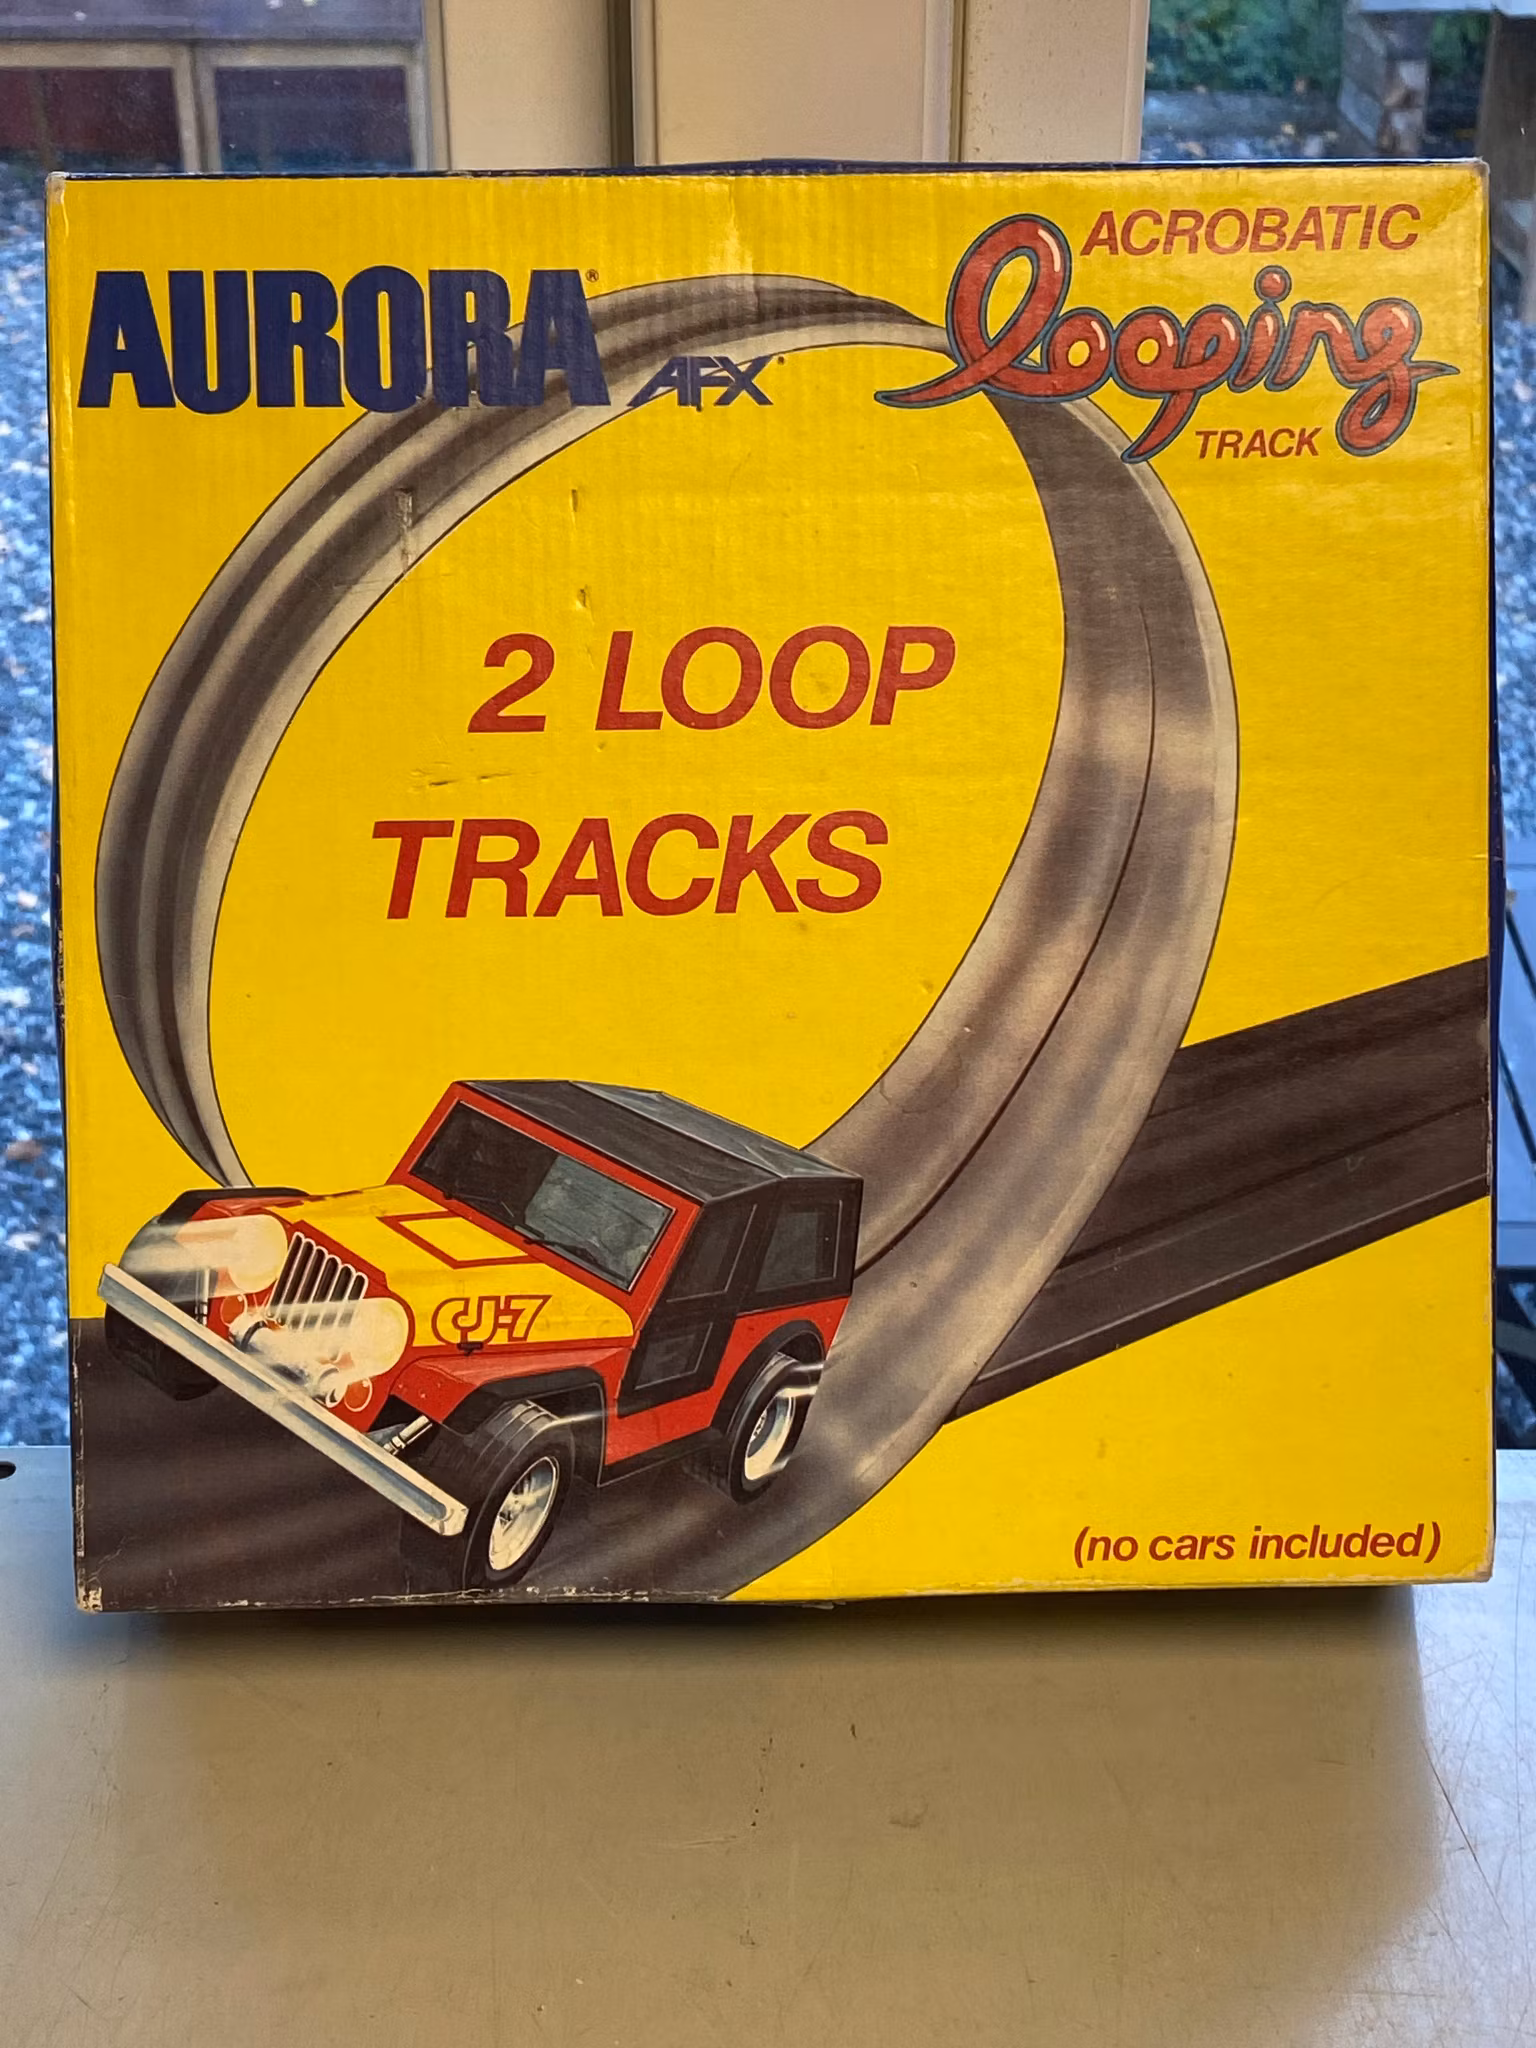 AURORA®
AFX®
ACROBATIC
looping
TRACK
2 LOOP
TRACKS
CJ-7
(no cars included)